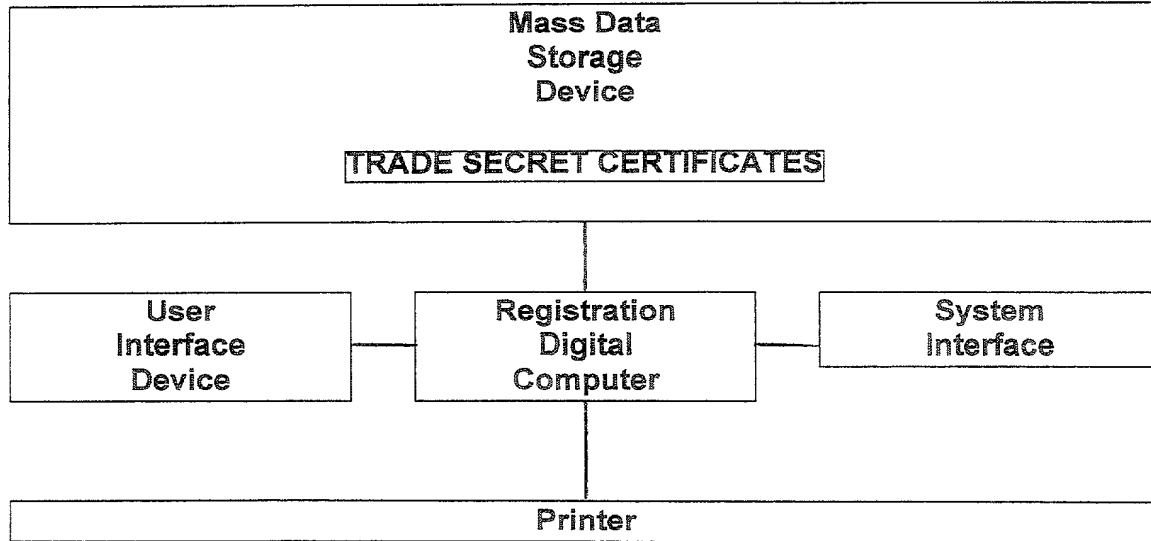 Mass Data
Storage
Device
TRADE SECRET CERTIFICATES
User
Interface
Device
Registration
Digital
Computer
System
Interface
Printer